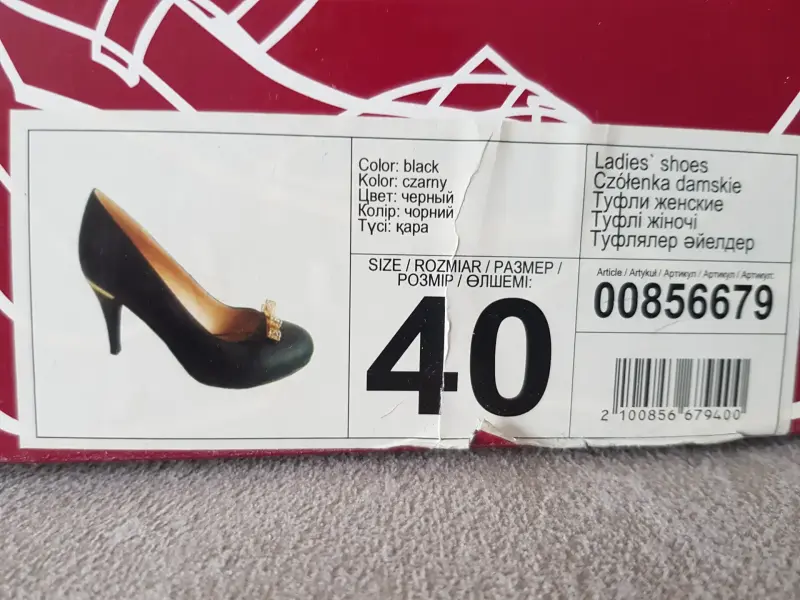 Color: black
Kolor: czarny
Цвет: черный
Колір: чорний
Түсі: қара
Ladies' shoes
Czółenka damskie
Туфли женские
Туфлі жіночі
Туфлялер әйелдер
SIZE / ROZMIAR / РАЗМЕР /
РОЗМІР / ӨЛШЕМІ:
40
Article / Artykuł / Артикул / Артикул / Артикул:
00856679
2 100856 679400